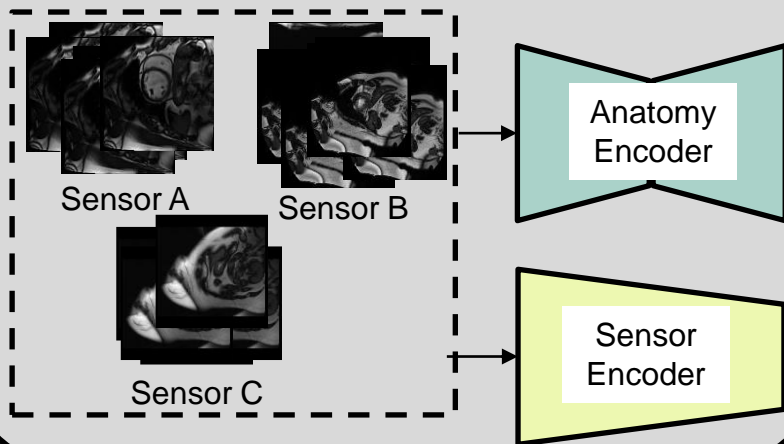 Sensor A
Sensor B
Sensor C
Anatomy
Encoder
Sensor
Encoder